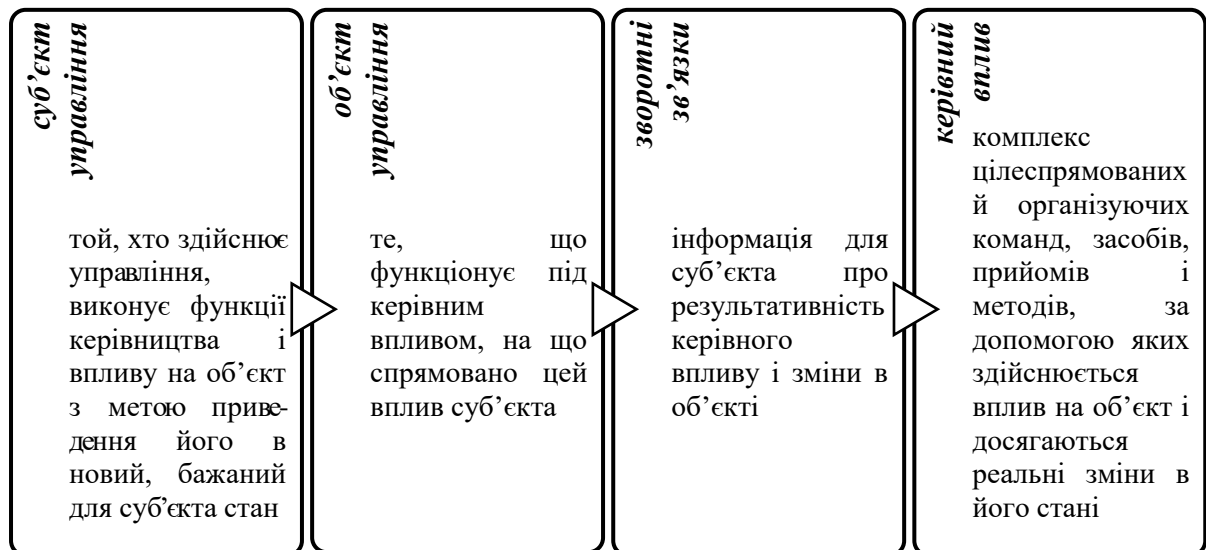 суб’єкт
управління
той, хто здійснює
управління,
виконує функції
керівництва і
впливу на об’єкт
з метою приве-
дення його в
новий, бажаний
для суб’єкта стан
об’єкт
управління
те, що
функціонує під
керівним
впливом, на що
спрямовано цей
вплив суб’єкта
зворотні
зв’язки
інформація для
суб’єкта про
результативність
керівного
впливу і зміни в
об’єкті
керівний
вплив
комплекс
цілеспрямованих
й організуючих
команд, засобів,
прийомів і
методів, за
допомогою яких
здійснюється
вплив на об’єкт і
досягаються
реальні зміни в
його стані